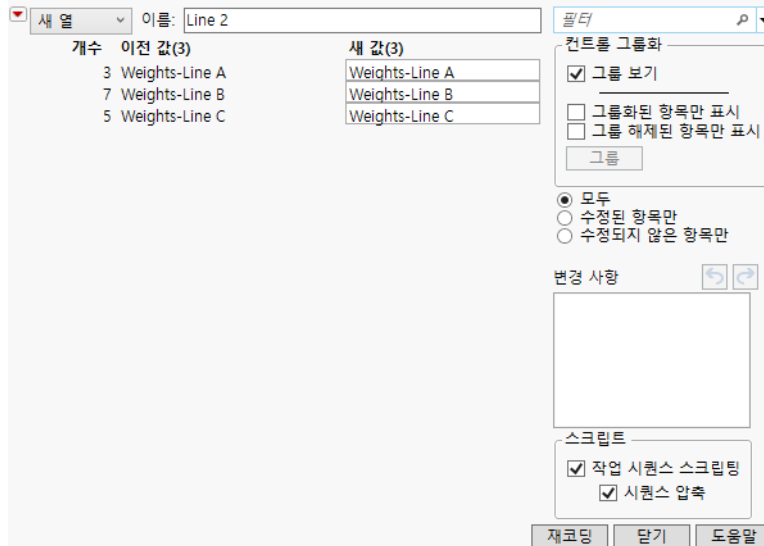 새 열 이름: Line 2
개수 이전 값(3) 새 값(3)
3 Weights-Line A Weights-Line A
7 Weights-Line B Weights-Line B
5 Weights-Line C Weights-Line C
필터
컨트롤 그룹화
그룹 보기
그룹화된 항목만 표시
그룹 해제된 항목만 표시
그룹
모두
수정된 항목만
수정되지 않은 항목만
변경 사항
스크립트
작업 시퀀스 스크립팅
시퀀스 압축
재코딩 닫기 도움말